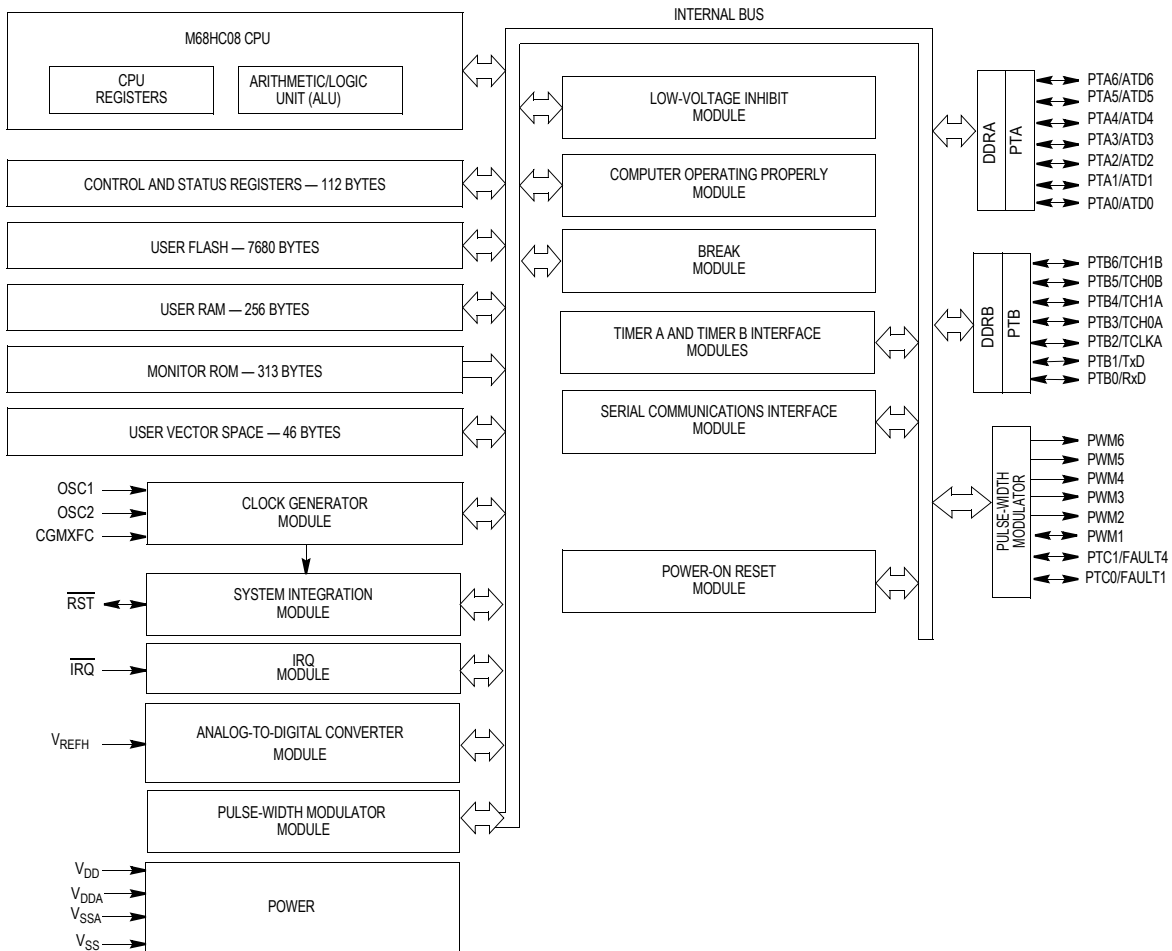 INTERNAL BUS
M68HC08 CPU
CPU
REGISTERS
ARITHMETIC/LOGIC
UNIT (ALU)
CONTROL AND STATUS REGISTERS — 112 BYTES
USER FLASH — 7680 BYTES
USER RAM — 256 BYTES
MONITOR ROM — 313 BYTES
USER VECTOR SPACE — 46 BYTES
OSC1
OSC2
CGMXFC
CLOCK GENERATOR
MODULE
RST
SYSTEM INTEGRATION
MODULE
IRQ
IRQ
MODULE
VREFH
ANALOG-TO-DIGITAL CONVERTER
MODULE
PULSE-WIDTH MODULATOR
MODULE
VDD
VDDA
VSSA
VSS
POWER
LOW-VOLTAGE INHIBIT
MODULE
COMPUTER OPERATING PROPERLY
MODULE
BREAK
MODULE
TIMER A AND TIMER B INTERFACE
MODULES
SERIAL COMMUNICATIONS INTERFACE
MODULE
POWER-ON RESET
MODULE
DDRA
PTA
PTA6/ATD6
PTA5/ATD5
PTA4/ATD4
PTA3/ATD3
PTA2/ATD2
PTA1/ATD1
PTA0/ATD0
DDRB
PTB
PTB6/TCH1B
PTB5/TCH0B
PTB4/TCH1A
PTB3/TCH0A
PTB2/TCLKA
PTB1/TxD
PTB0/RxD
PULSE-WIDTH
MODULATOR
PWM6
PWM5
PWM4
PWM3
PWM2
PWM1
PTC1/FAULT4
PTC0/FAULT1